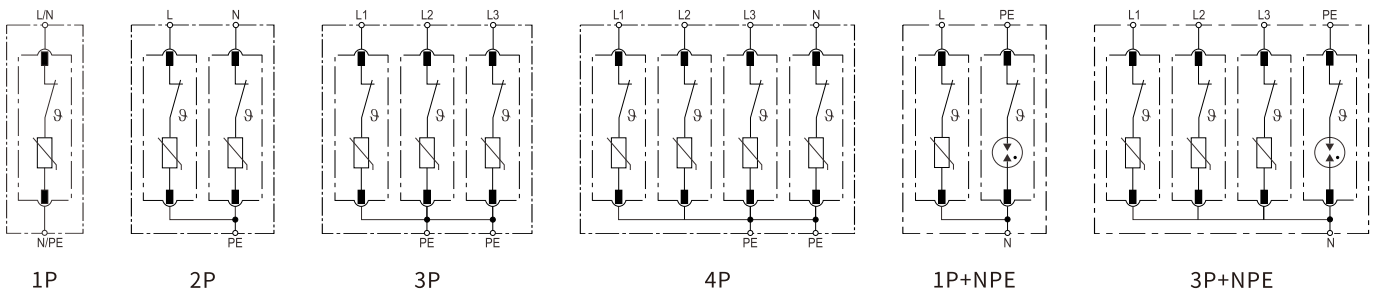 L/N L N L1 L2 L3 L1 L2 L3 N L PE L1 L2 L3 PE
ϑ ϑ ϑ ϑ ϑ ϑ ϑ ϑ ϑ ϑ ϑ ϑ ϑ ϑ ϑ ϑ
N/PE PE PE PE PE PE N N
1P 2P 3P 4P 1P+NPE 3P+NPE